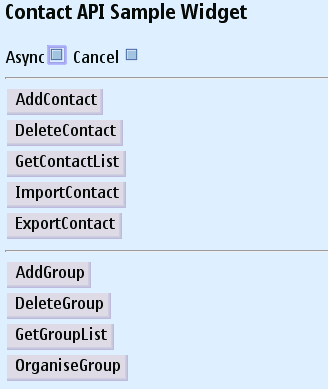 Contact API Sample Widget
Async Cancel
AddContact
DeleteContact
GetContactList
ImportContact
ExportContact
AddGroup
DeleteGroup
GetGroupList
OrganiseGroup